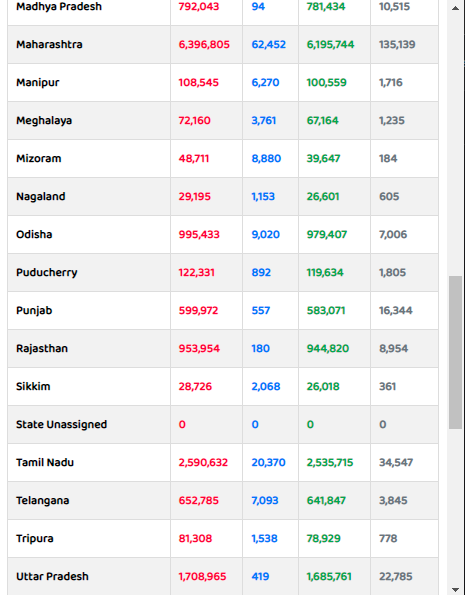 Madhya Pradesh 792,043 94 781,434 10,515
Maharashtra 6,396,805 62,452 6,195,744 135,139
Manipur 108,545 6,270 100,559 1,716
Meghalaya 72,160 3,761 67,164 1,235
Mizoram 48,711 8,880 39,647 184
Nagaland 29,195 1,153 26,601 605
Odisha 995,433 9,020 979,407 7,006
Puducherry 122,331 892 119,634 1,805
Punjab 599,972 557 583,071 16,344
Rajasthan 953,954 180 944,820 8,954
Sikkim 28,726 2,068 26,018 361
State Unassigned 0 0 0 0
Tamil Nadu 2,590,632 20,370 2,535,715 34,547
Telangana 652,785 7,093 641,847 3,845
Tripura 81,308 1,538 78,929 778
Uttar Pradesh 1,708,965 419 1,685,761 22,785